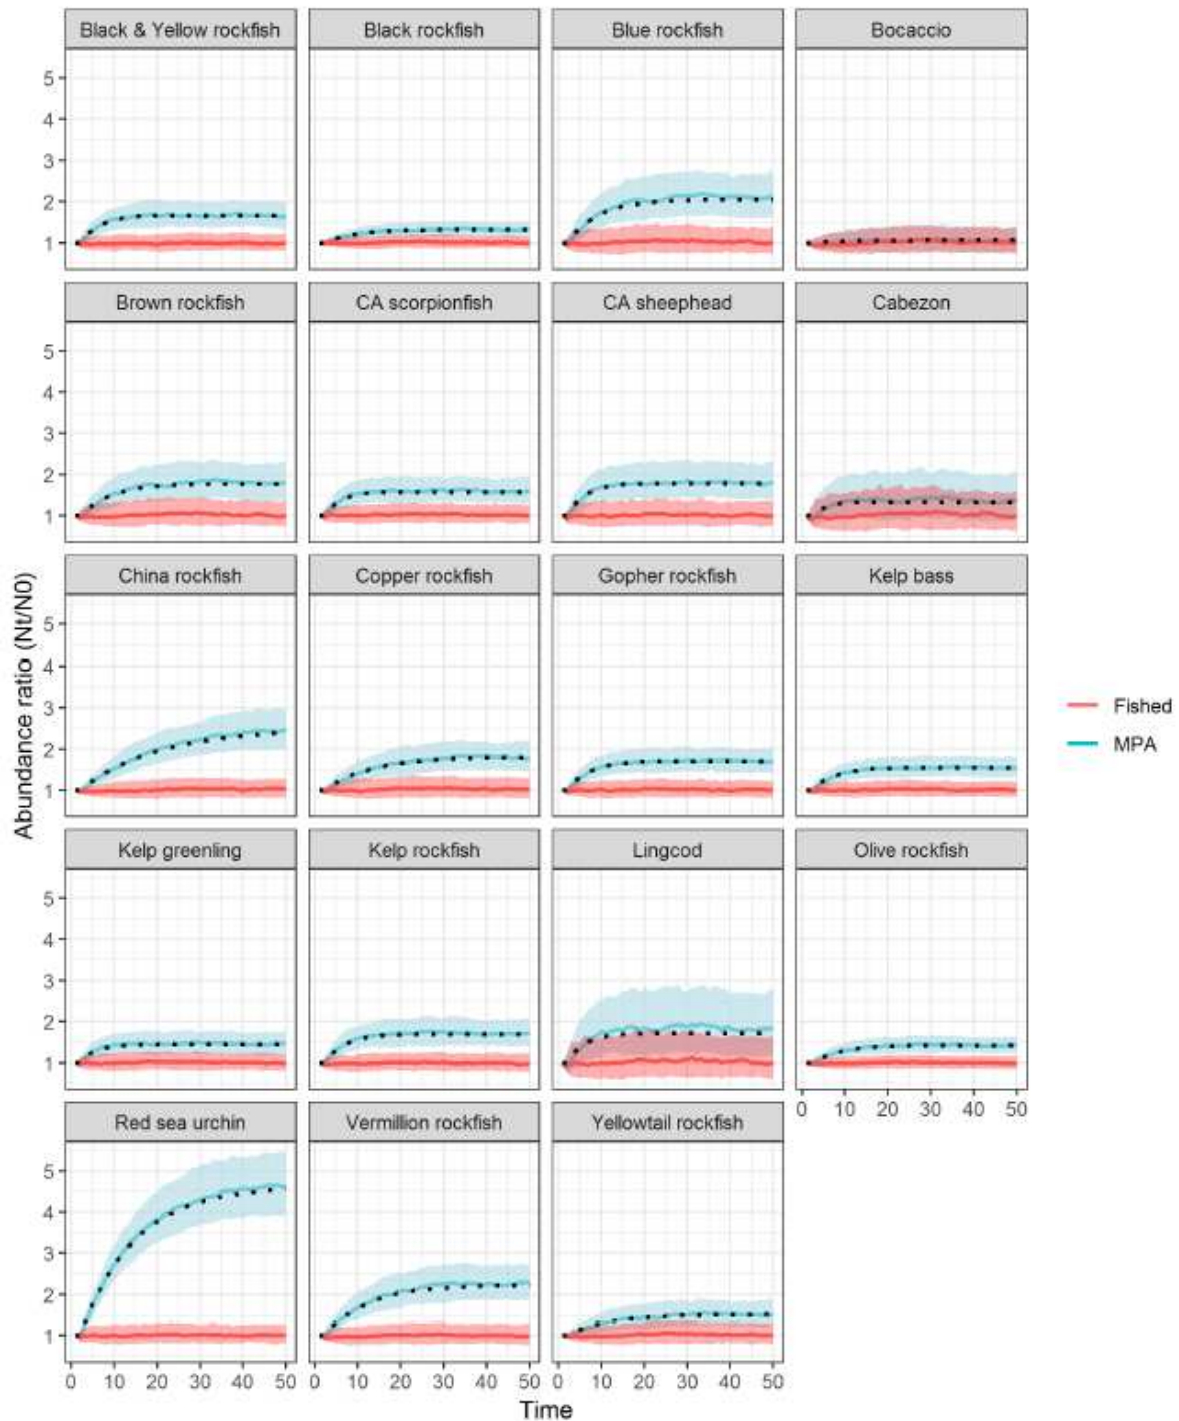 Black & Yellow rockfish Black rockfish Blue rockfish Bocaccio
5
4
3
2
1
Brown rockfish CA scorpionfish CA sheephead Cabezon
5
4
3
2
1
China rockfish Copper rockfish Gopher rockfish Kelp bass
5
4
3
2
1
Abundance ratio (Nt/N0)
Fished
MPA
Kelp greenling Kelp rockfish Lingcod Olive rockfish
5
4
3
2
1
0 10 20 30 40 50
Red sea urchin Vermillion rockfish Yellowtail rockfish
5
4
3
2
1
0 10 20 30 40 50 0 10 20 30 40 50 0 10 20 30 40 50
Time